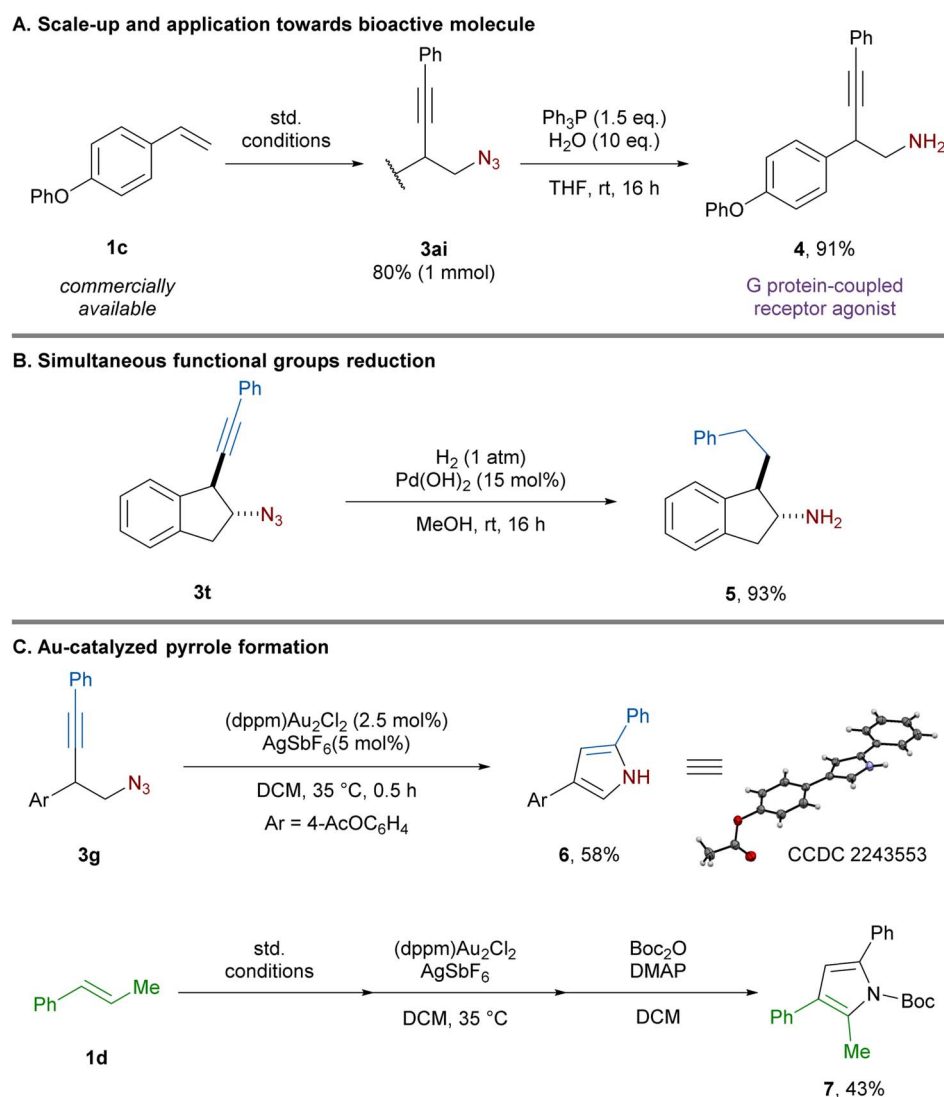 A. Scale-up and application towards bioactive molecule
PhO
1c
commercially
available
std.
conditions
Ph
N3
3ai
80% (1 mmol)
Ph3P (1.5 eq.)
H2O (10 eq.)
THF, rt, 16 h
Ph
NH2
PhO
4, 91%
G protein-coupled
receptor agonist
B. Simultaneous functional groups reduction
Ph
N3
3t
H2 (1 atm)
Pd(OH)2 (15 mol%)
MeOH, rt, 16 h
Ph
NH2
5, 93%
C. Au-catalyzed pyrrole formation
Ph
Ar
N3
3g
(dppm)Au2Cl2 (2.5 mol%)
AgSbF6(5 mol%)
DCM, 35 °C, 0.5 h
Ar = 4-AcOC6H4
Ph
NH
Ar
6, 58%
CCDC 2243553
Ph
Me
1d
std.
conditions
(dppm)Au2Cl2
AgSbF6
DCM, 35 °C
Boc2O
DMAP
DCM
Ph
N
Boc
Ph
Me
7, 43%